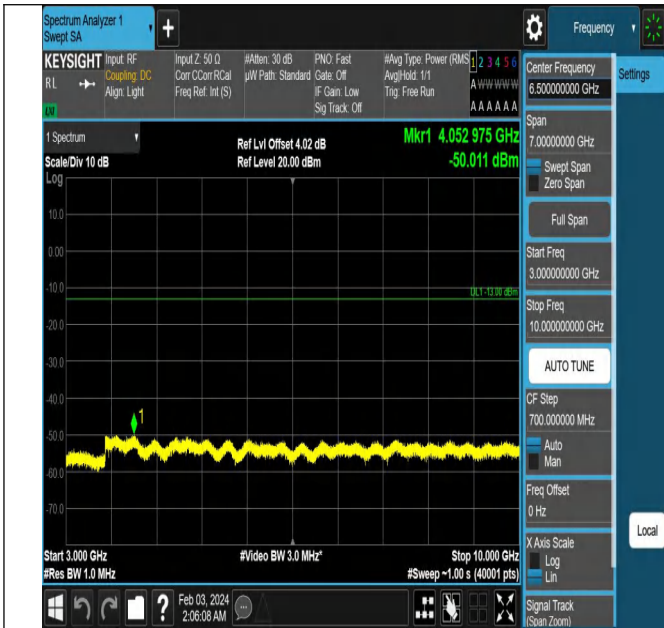 Spectrum Analyzer 1
Swept SA
+
Frequency
KEYSIGHT
RL
LXI
Input: RF
Coupling: DC
Align: Light
Input Z: 50 Ω
Corr CCorr RCal
Freq Ref: Int (S)
#Atten: 30 dB
µW Path: Standard
PNO: Fast
Gate: Off
IF Gain: Low
Sig Track: Off
#Avg Type: Power (RMS
Avg|Hold: 1/1
Trig: Free Run
1 2 3 4 5 6
A W W W W W
A A A A A A
1 Spectrum
Scale/Div 10 dB
Log
Ref Lvl Offset 4.02 dB
Ref Level 20.00 dBm
Mkr1 4.052 975 GHz
-50.011 dBm
10.0
0.00
-10.0
-20.0
-30.0
-40.0
-50.0
-60.0
-70.0
DL1 -13.00 dBm
1
Start 3.000 GHz
#Res BW 1.0 MHz
#Video BW 3.0 MHz*
Stop 10.000 GHz
#Sweep ~1.00 s (40001 pts)
?
Feb 03, 2024
2:06:08 AM
Center Frequency
6.500000000 GHz
Settings
Span
7.00000000 GHz
Swept Span
Zero Span
Full Span
Start Freq
3.000000000 GHz
Stop Freq
10.000000000 GHz
AUTO TUNE
CF Step
700.000000 MHz
Auto
Man
Freq Offset
0 Hz
X Axis Scale
Log
Lin
Local
Signal Track
(Span Zoom)